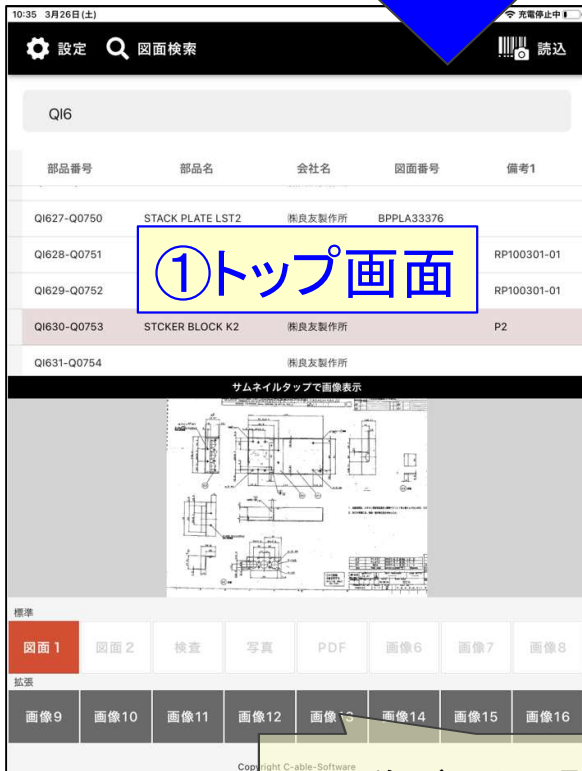 10:35 3月26日(土)
充電停止中
設定 図面検索 読込
QI6
部品番号 部品名 会社名 図面番号 備考1
QI627-Q0750 STACK PLATE LST2 ㈱良友製作所 BPPLA33376
QI628-Q0751 RP100301-01
QI629-Q0752 RP100301-01
①トップ画面
QI630-Q0753 STCKER BLOCK K2 ㈱良友製作所 P2
QI631-Q0754 ㈱良友製作所
サムネイルタップで画像表示
標準
図面1 図面2 検査 写真 PDF 画像6 画像7 画像8
拡張
画像9 画像10 画像11 画像12 画像13 画像14 画像15 画像16
Copyright C-able-Software